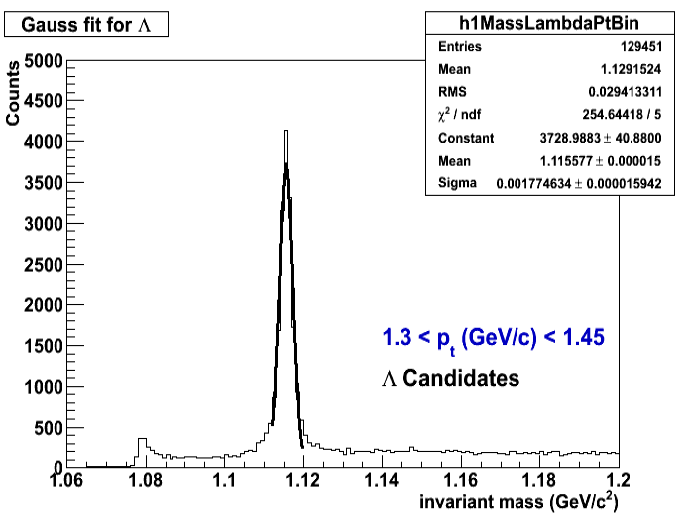 Gauss fit for Λ
h1MassLambdaPtBin
Entries 129451
Mean 1.1291524
RMS 0.029413311
χ² / ndf 254.64418 / 5
Constant 3728.9883 ± 40.8800
Mean 1.115577 ± 0.000015
Sigma 0.001774634 ± 0.000015942
Counts
5000
4500
4000
3500
3000
2500
2000
1500
1000
500
0
1.3 < pt (GeV/c) < 1.45
Λ Candidates
1.06 1.08 1.1 1.12 1.14 1.16 1.18 1.2
invariant mass (GeV/c²)